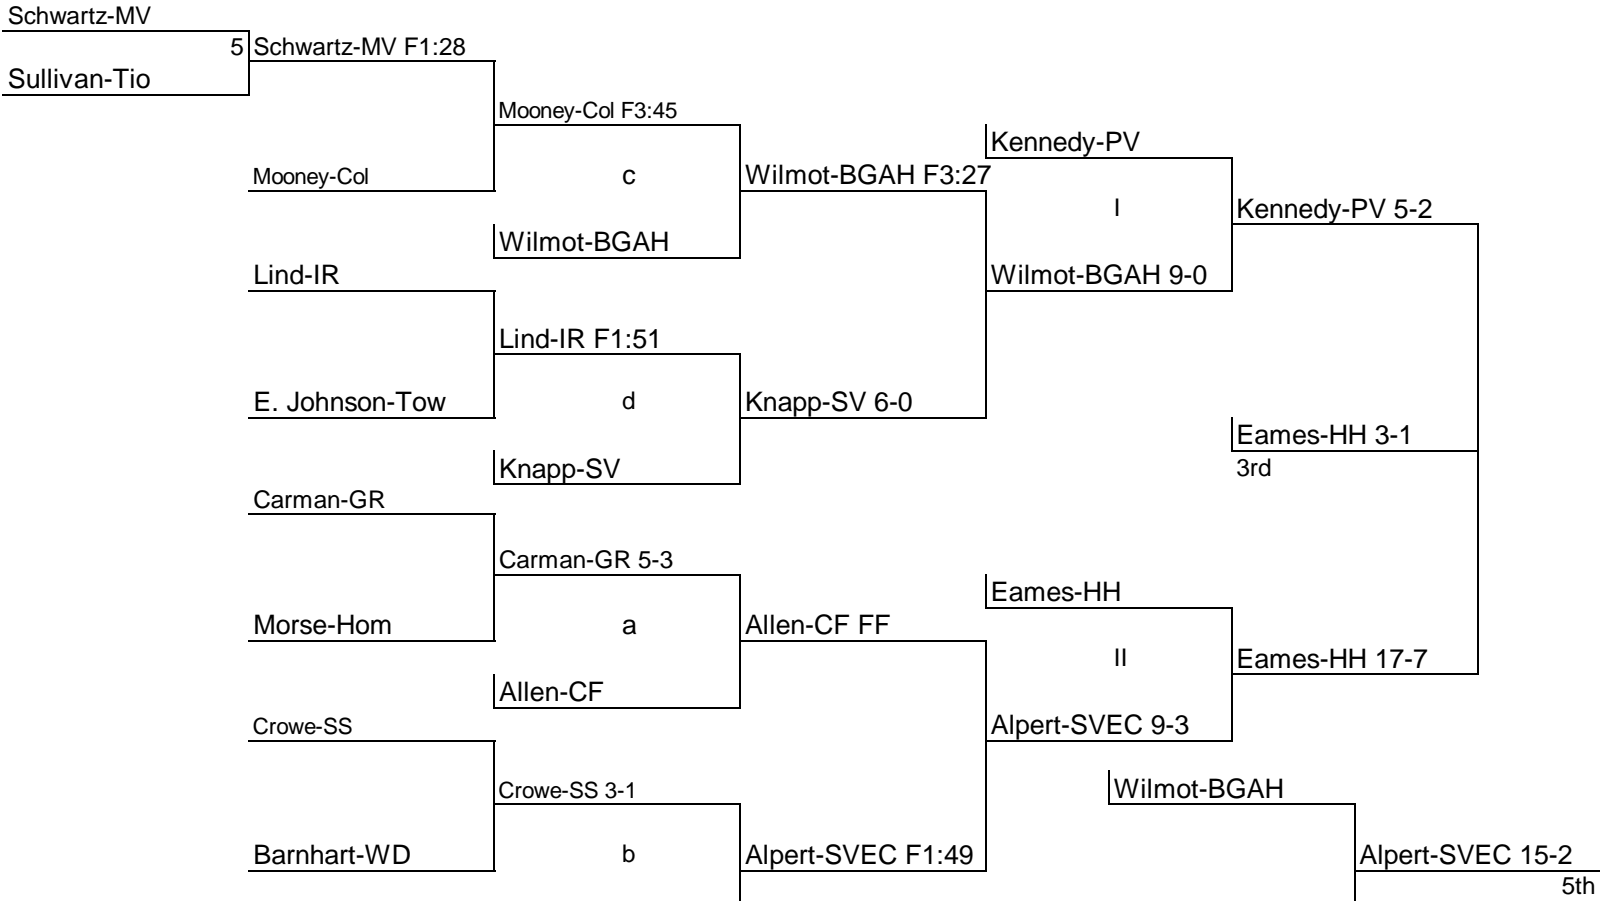 Schwartz-MV
5 Schwartz-MV F1:28
Sullivan-Tio
Mooney-Col F3:45
Kennedy-PV
Mooney-Col
c
Wilmot-BGAH F3:27
I
Kennedy-PV 5-2
Wilmot-BGAH
Lind-IR
Wilmot-BGAH 9-0
Lind-IR F1:51
E. Johnson-Tow
d
Knapp-SV 6-0
Eames-HH 3-1
Knapp-SV
3rd
Carman-GR
Carman-GR 5-3
Eames-HH
Morse-Hom
a
Allen-CF FF
II
Eames-HH 17-7
Allen-CF
Crowe-SS
Alpert-SVEC 9-3
Crowe-SS 3-1
Wilmot-BGAH
Barnhart-WD
b
Alpert-SVEC F1:49
Alpert-SVEC 15-2
5th